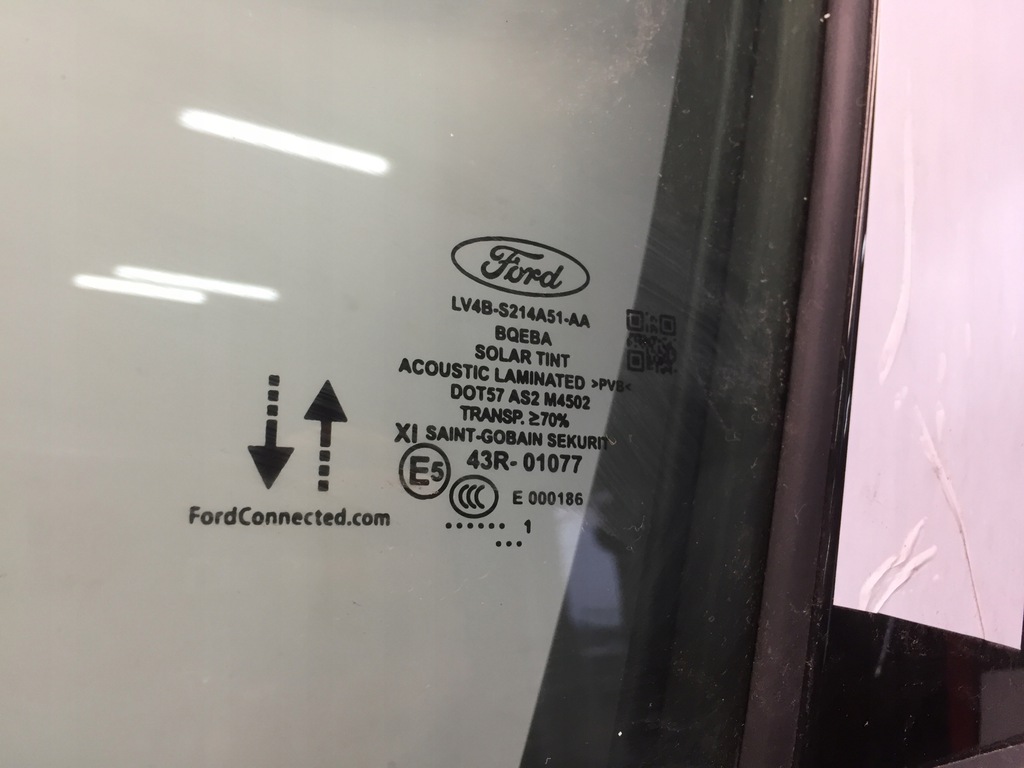 Ford
LV4B-S214A51-AA
BQEBA
SOLAR TINT
ACOUSTIC LAMINATED >PVB<
DOT57 AS2 M4502
TRANSP. ≥70%
XI SAINT-GOBAIN SEKURIT
E5 43R-01077
CCC E 000186
...... 1
...
FordConnected.com